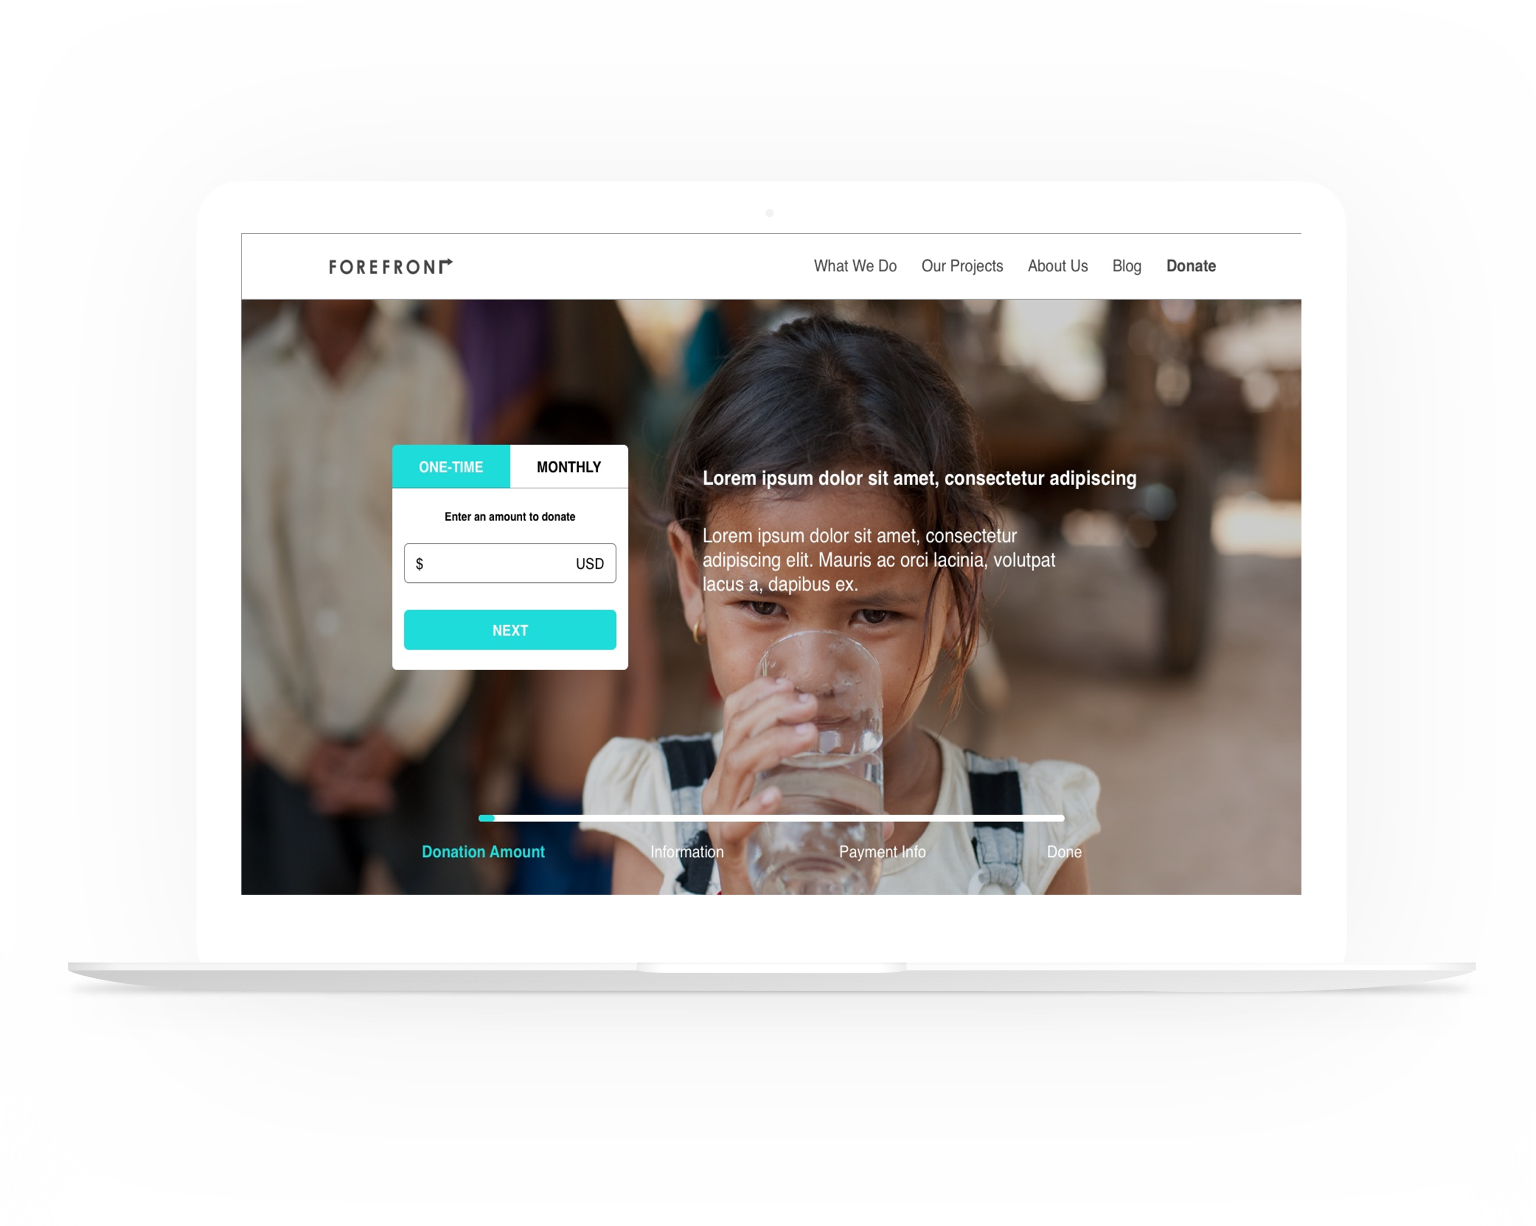 FOREFRONT
What We Do Our Projects About Us Blog Donate
ONE-TIME MONTHLY
Enter an amount to donate
$ USD
NEXT
Lorem ipsum dolor sit amet, consectetur adipiscing
Lorem ipsum dolor sit amet, consectetur
adipiscing elit. Mauris ac orci lacinia, volutpat
lacus a, dapibus ex.
Donation Amount Information Payment Info Done